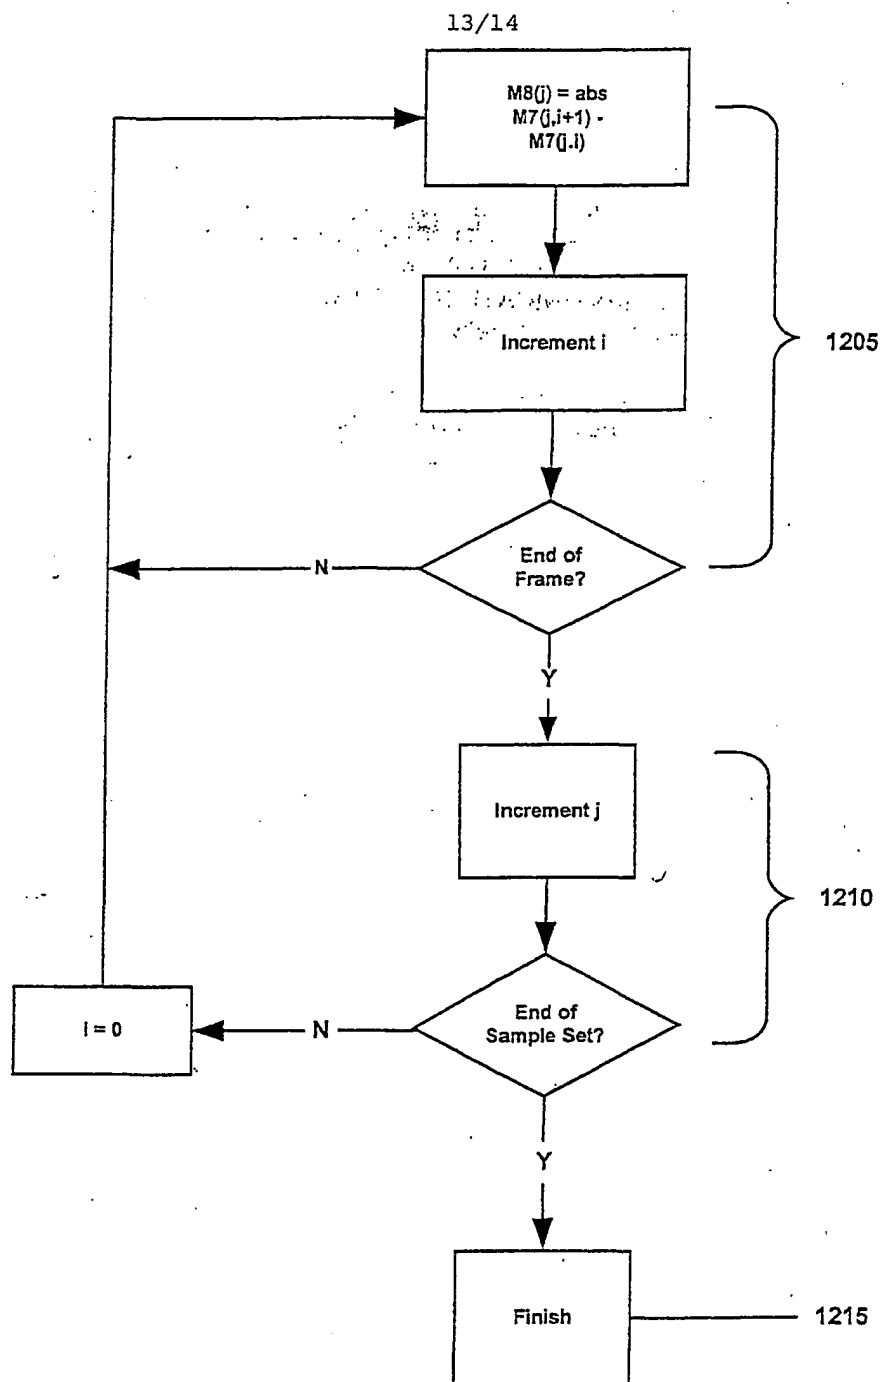 13/14
M8(j) = abs
M7(j,i+1) -
M7(j.i)
Increment i
1205
End of
Frame?
N
Y
Increment j
1210
End of
Sample Set?
N
i = 0
Y
Finish
1215